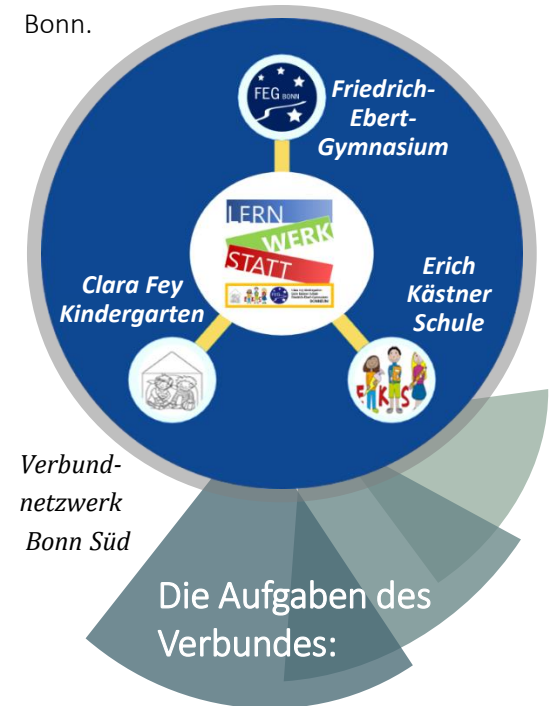 Bonn.
FEG BONN
Friedrich-
Ebert-
Gymnasium
LERN
WERK
STATT
Clara Fey
Kindergarten
Erich
Kästner
Schule
EKS
Verbund-
netzwerk
Bonn Süd
Die Aufgaben des
Verbundes: